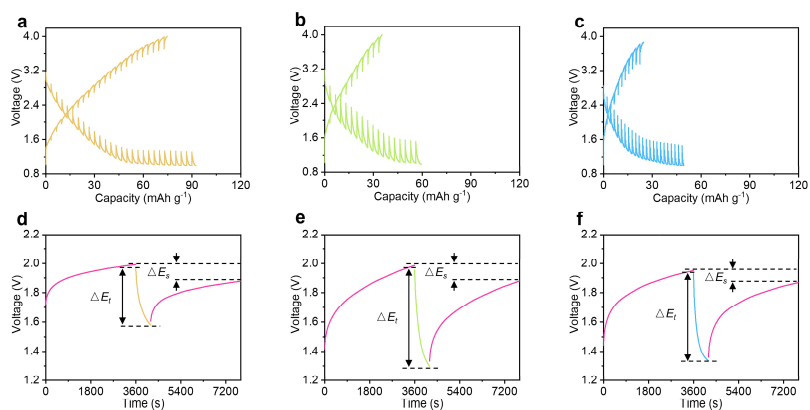 a
4.0
3.2
2.4
1.6
0.8
Voltage (V)
0 30 60 90 120
Capacity (mAh g⁻¹)
b
4.0
3.2
2.4
1.6
0.8
Voltage (V)
0 30 60 90 120
Capacity (mAh g⁻¹)
c
4.0
3.2
2.4
1.6
0.8
Voltage (V)
0 30 60 90 120
Capacity (mAh g⁻¹)
d
2.2
2.0
1.8
1.6
1.4
1.2
Voltage (V)
△Eₛ
△Eₜ
0 1800 3600 5400 7200
Time (s)
e
2.2
2.0
1.8
1.6
1.4
1.2
Voltage (V)
△Eₛ
△Eₜ
0 1800 3600 5400 7200
Time (s)
f
2.2
2.0
1.8
1.6
1.4
1.2
Voltage (V)
△Eₛ
△Eₜ
0 1800 3600 5400 7200
Time (s)